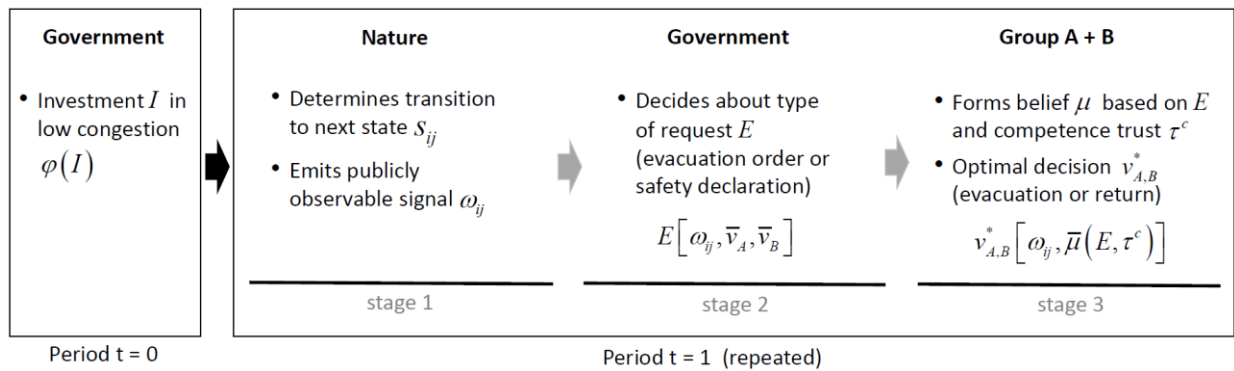 Government
• Investment I in
low congestion
φ(I)
Nature
• Determines transition
to next state S_ij
• Emits publicly
observable signal ω_ij
stage 1
Government
• Decides about type
of request E
(evacuation order or
safety declaration)
E[ω_ij, v̄_A, v̄_B]
stage 2
Group A + B
• Forms belief μ based on E
and competence trust τ^c
• Optimal decision v*_A,B
(evacuation or return)
v*_A,B[ω_ij, μ̄(E, τ^c)]
stage 3
Period t = 0
Period t = 1 (repeated)